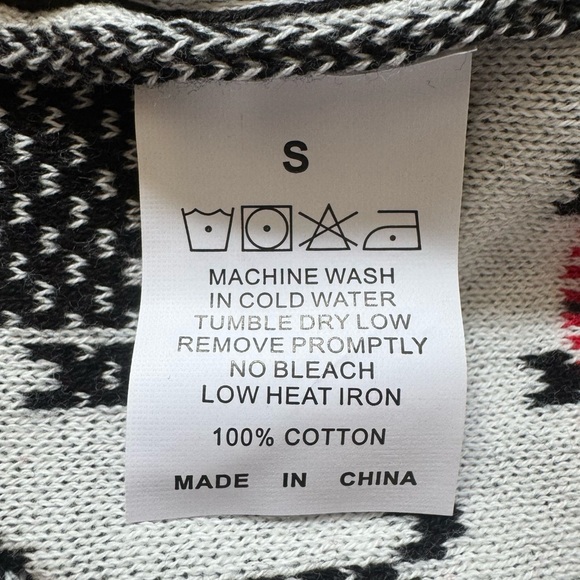 S
MACHINE WASH
IN COLD WATER
TUMBLE DRY LOW
REMOVE PROMPTLY
NO BLEACH
LOW HEAT IRON
100% COTTON
MADE IN CHINA